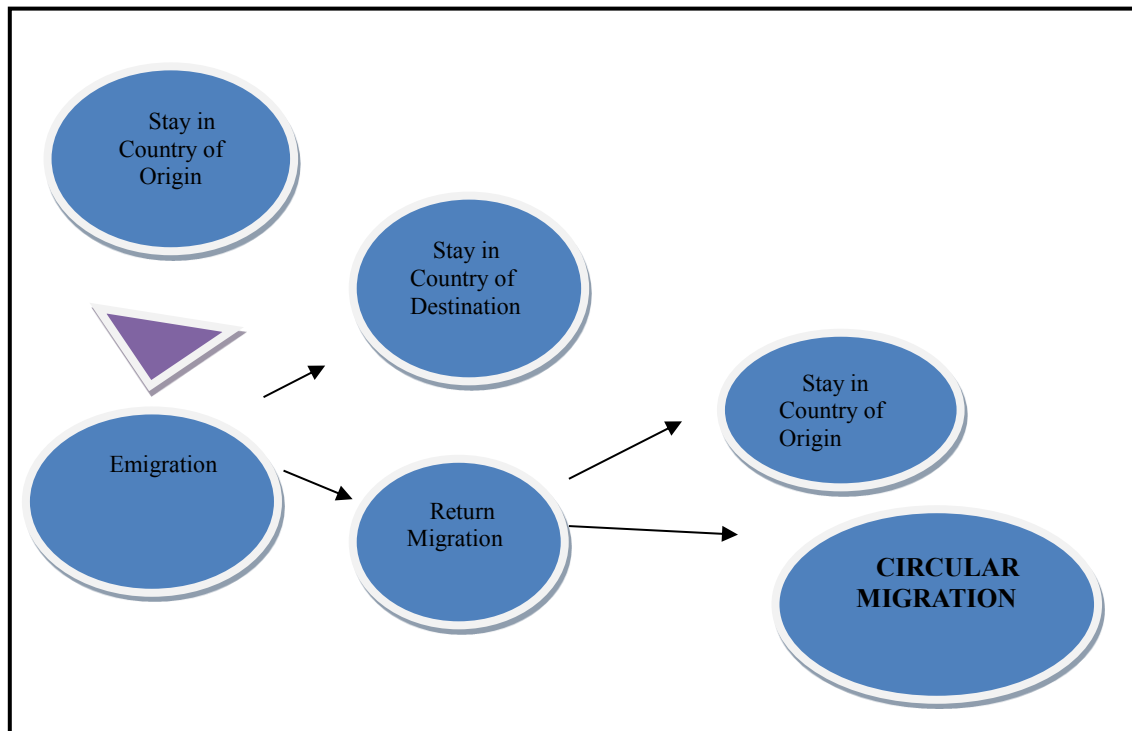 Stay in
Country of
Origin
Stay in
Country of
Destination
Stay in
Country of
Origin
Emigration
Return
Migration
CIRCULAR
MIGRATION